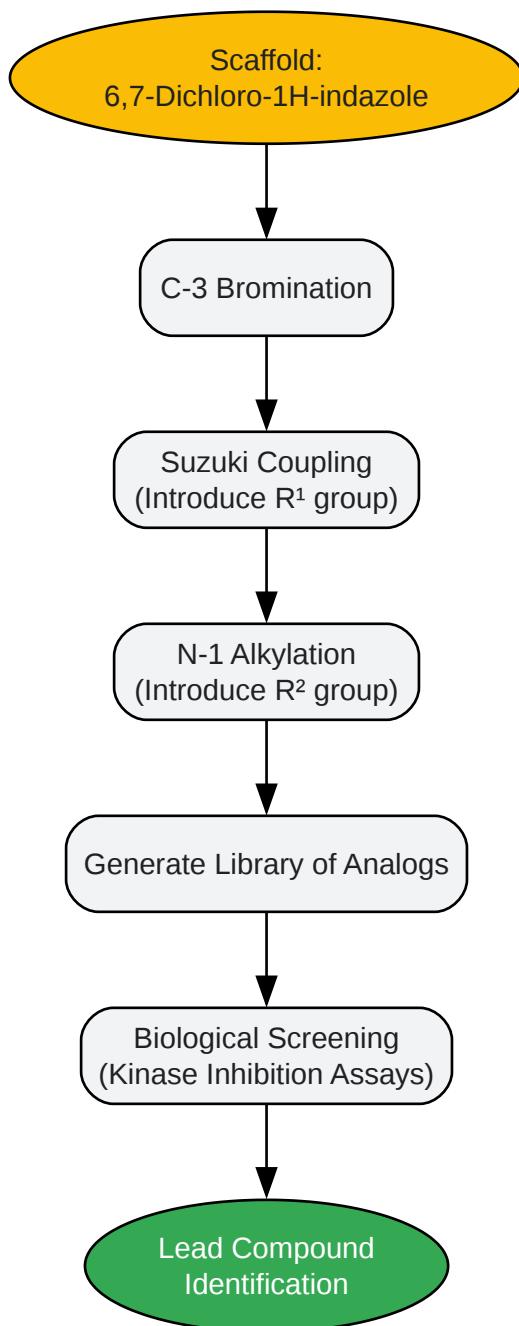 Scaffold:
6,7-Dichloro-1H-indazole
C-3 Bromination
Suzuki Coupling
(Introduce R¹ group)
N-1 Alkylation
(Introduce R² group)
Generate Library of Analogs
Biological Screening
(Kinase Inhibition Assays)
Lead Compound
Identification